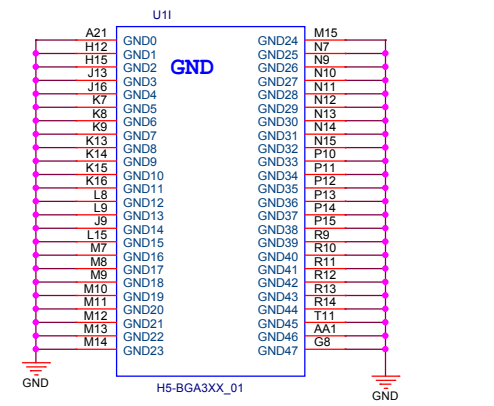 U1I
A21 GND0 GND24 M15
H12 GND1 GND25 N7
H15 GND2 GND GND26 N9
J13 GND3 GND27 N10
J16 GND4 GND28 N11
K7 GND5 GND29 N12
K8 GND6 GND30 N13
K9 GND7 GND31 N14
K13 GND8 GND32 N15
K14 GND9 GND33 P10
K15 GND10 GND34 P11
K16 GND11 GND35 P12
L8 GND12 GND36 P13
L9 GND13 GND37 P14
J9 GND14 GND38 P15
L15 GND15 GND39 R9
M7 GND16 GND40 R10
M8 GND17 GND41 R11
M9 GND18 GND42 R12
M10 GND19 GND43 R13
M11 GND20 GND44 R14
M12 GND21 GND45 T11
M13 GND22 GND46 AA1
M14 GND23 GND47 G8
GND H5-BGA3XX_01 GND